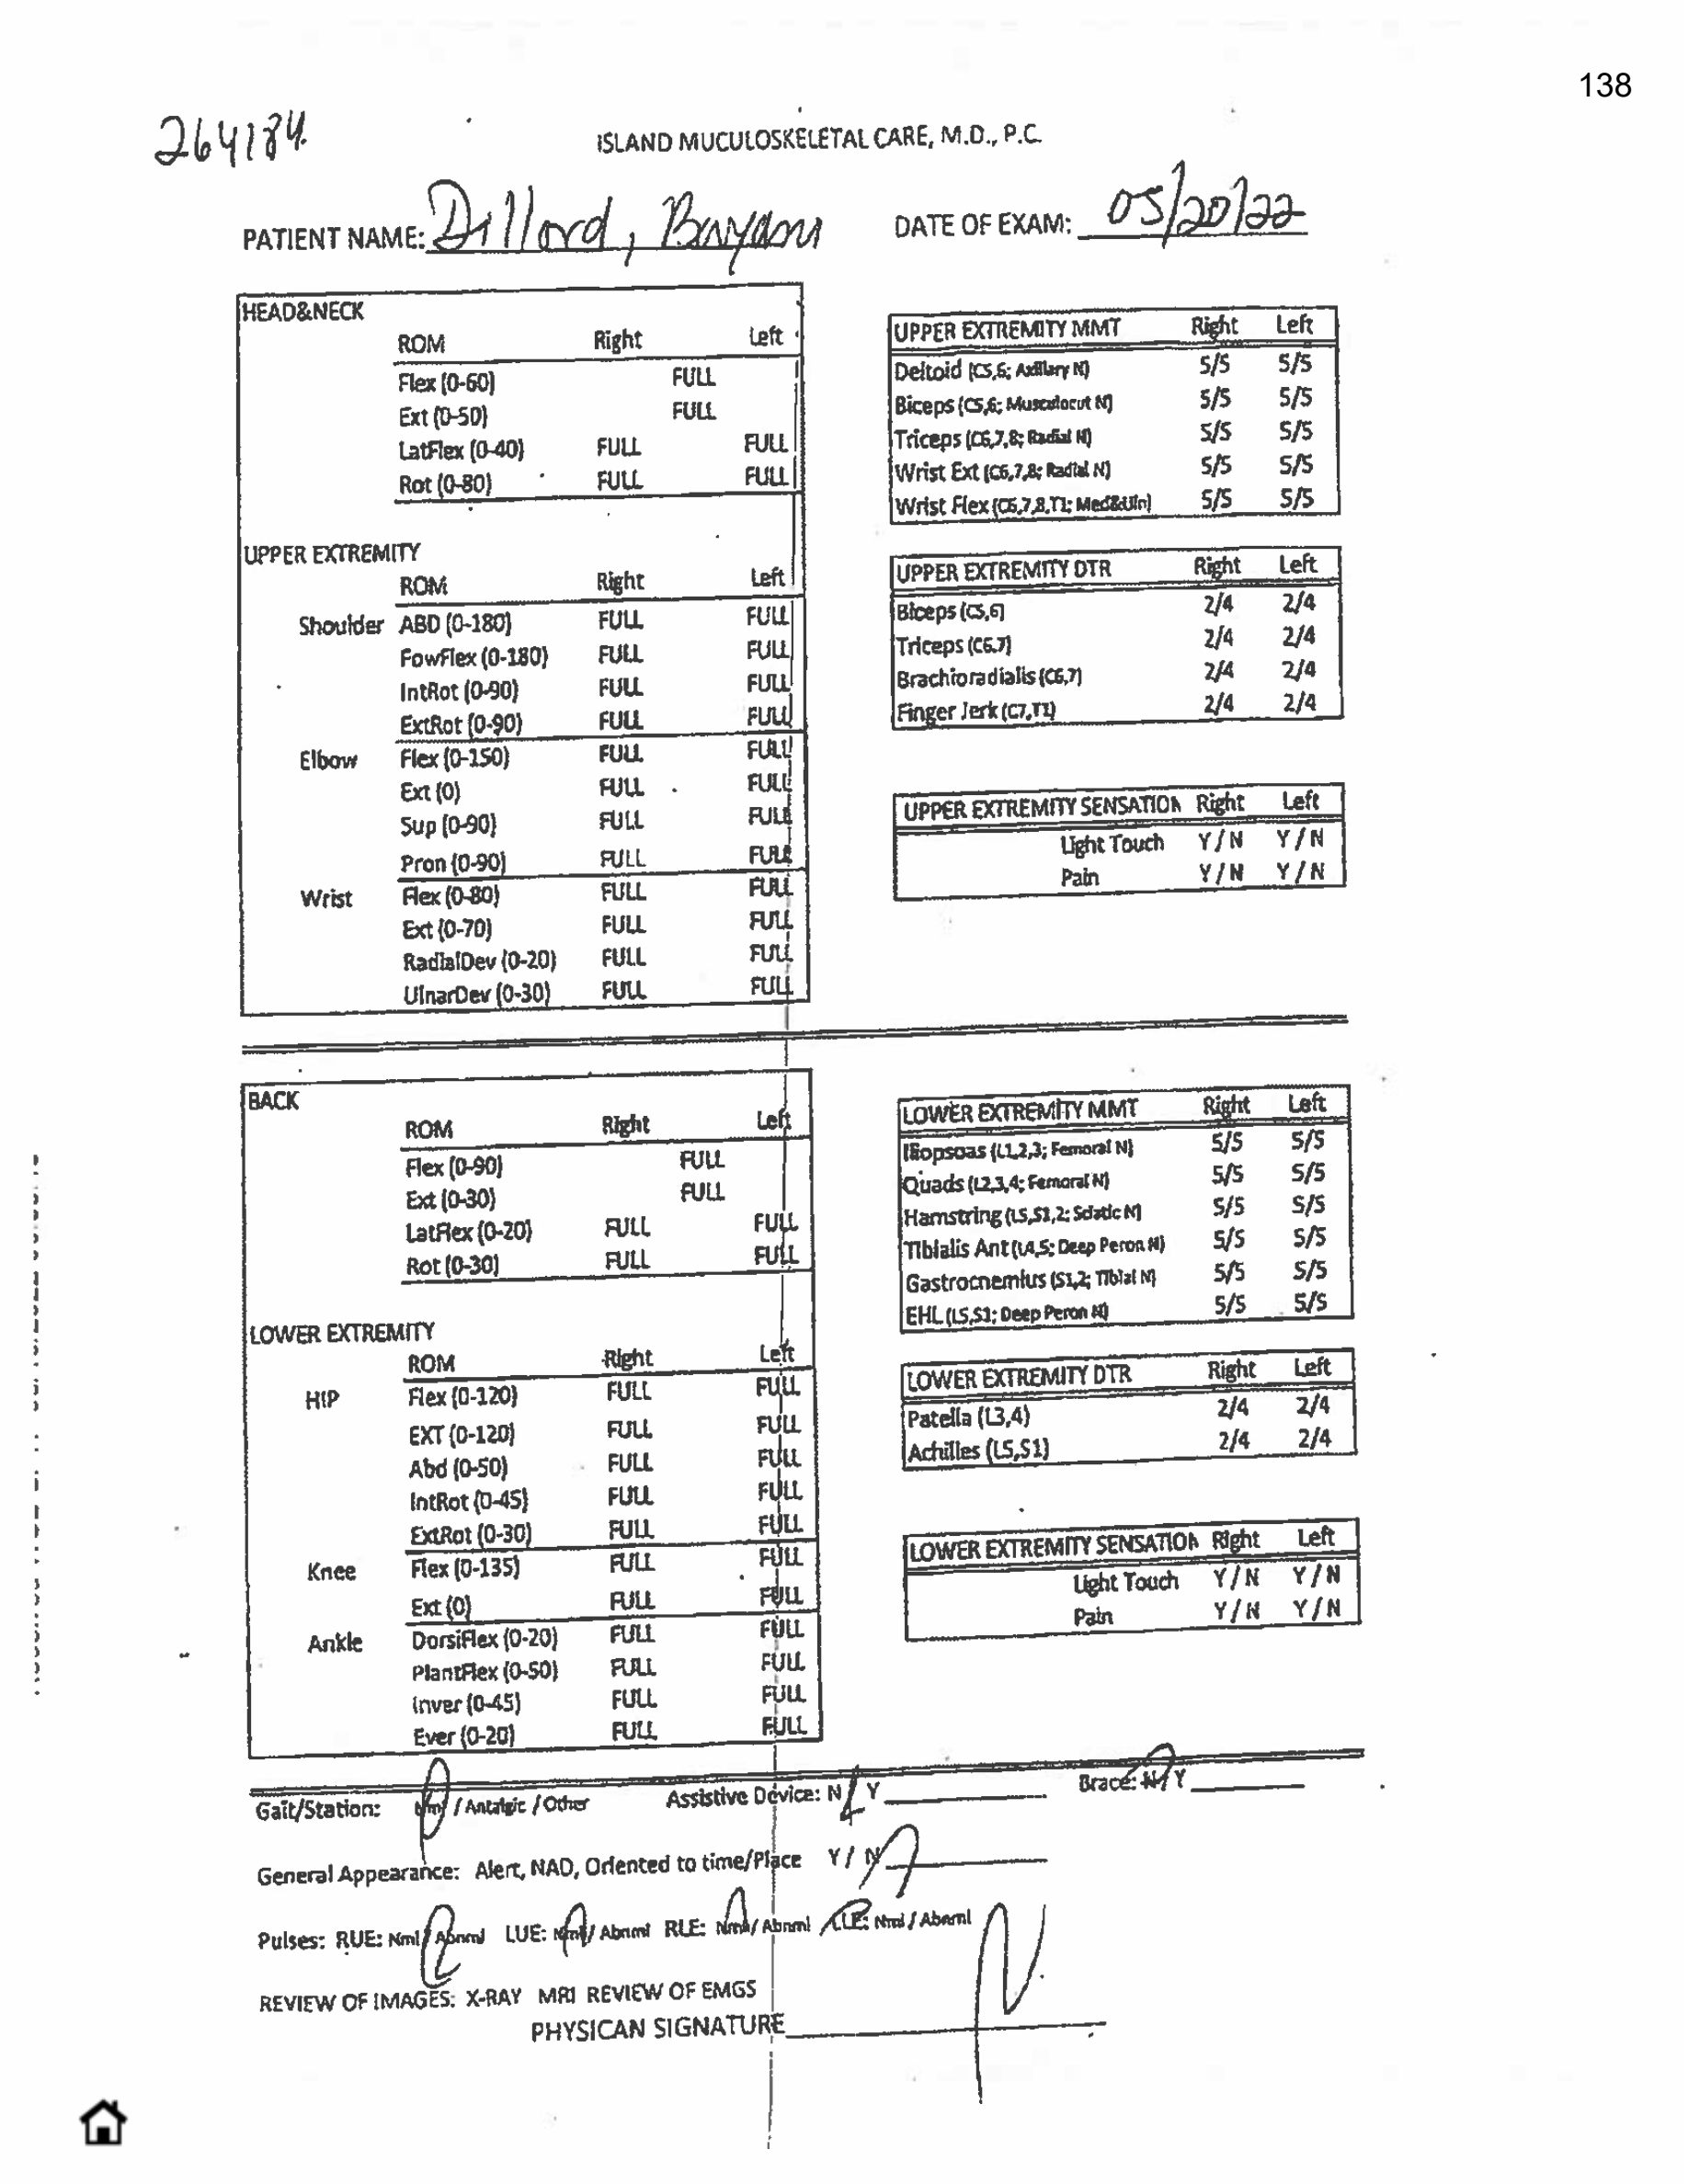 138
264184
ISLAND MUCULOSKELETAL CARE, M.D., P.C.
PATIENT NAME: Dillord, Bayani DATE OF EXAM: 05/20/22
HEAD&NECK
ROM Right Left
Flex (0-60) FULL
Ext (0-50) FULL
LatFlex (0-40) FULL FULL
Rot (0-80) FULL FULL
UPPER EXTREMITY
ROM Right Left
Shoulder ABD (0-180) FULL FULL
FowFlex (0-180) FULL FULL
IntRot (0-90) FULL FULL
ExtRot (0-90) FULL FULL
Elbow Flex (0-150) FULL FULL
Ext (0) FULL FULL
Sup (0-90) FULL FULL
Pron (0-90) FULL FULL
Wrist Flex (0-80) FULL FULL
Ext (0-70) FULL FULL
RadialDev (0-20) FULL FULL
UlnarDev (0-30) FULL FULL
UPPER EXTREMITY MMT Right Left
Deltoid (C5,6; Axillary N) 5/5 5/5
Biceps (C5,6; Musculocut N) 5/5 5/5
Triceps (C6,7,8; Radial N) 5/5 5/5
Wrist Ext (C6,7,8; Radial N) 5/5 5/5
Wrist Flex (C6,7,8,T1; Med&Uln) 5/5 5/5
UPPER EXTREMITY DTR Right Left
Biceps (C5,6) 2/4 2/4
Triceps (C6.7) 2/4 2/4
Brachioradialis (C6,7) 2/4 2/4
Finger Jerk (C7,T1) 2/4 2/4
UPPER EXTREMITY SENSATION Right Left
Light Touch Y/N Y/N
Pain Y/N Y/N
BACK
ROM Right Left
Flex (0-90) FULL
Ext (0-30) FULL
LatFlex (0-20) FULL FULL
Rot (0-30) FULL FULL
LOWER EXTREMITY
ROM Right Left
HIP Flex (0-120) FULL FULL
EXT (0-120) FULL FULL
Abd (0-50) FULL FULL
IntRot (0-45) FULL FULL
ExtRot (0-30) FULL FULL
Knee Flex (0-135) FULL FULL
Ext (0) FULL FULL
Ankle DorsiFlex (0-20) FULL FULL
PlantFlex (0-50) FULL FULL
Inver (0-45) FULL FULL
Ever (0-20) FULL FULL
LOWER EXTREMITY MMT Right Left
Iliopsoas (L1,2,3; Femoral N) 5/5 5/5
Quads (L2,3,4; Femoral N) 5/5 5/5
Hamstring (L5,S1,2; Sciatic N) 5/5 5/5
Tibialis Ant (L4,5; Deep Peron N) 5/5 5/5
Gastrocnemius (S1,2; Tibial N) 5/5 5/5
EHL (L5,S1; Deep Peron N) 5/5 5/5
LOWER EXTREMITY DTR Right Left
Patella (L3,4) 2/4 2/4
Achilles (L5,S1) 2/4 2/4
LOWER EXTREMITY SENSATION Right Left
Light Touch Y/N Y/N
Pain Y/N Y/N
Gait/Station: Nml / Antalgic / Other Assistive Device: N / Y Brace: N / Y
General Appearance: Alert, NAD, Oriented to time/Place Y / N
Pulses: RUE: Nml / Abnml LUE: Nml / Abnml RLE: Nml / Abnml LLE: Nml / Abnml
REVIEW OF IMAGES: X-RAY MRI REVIEW OF EMGS
PHYSICAN SIGNATURE